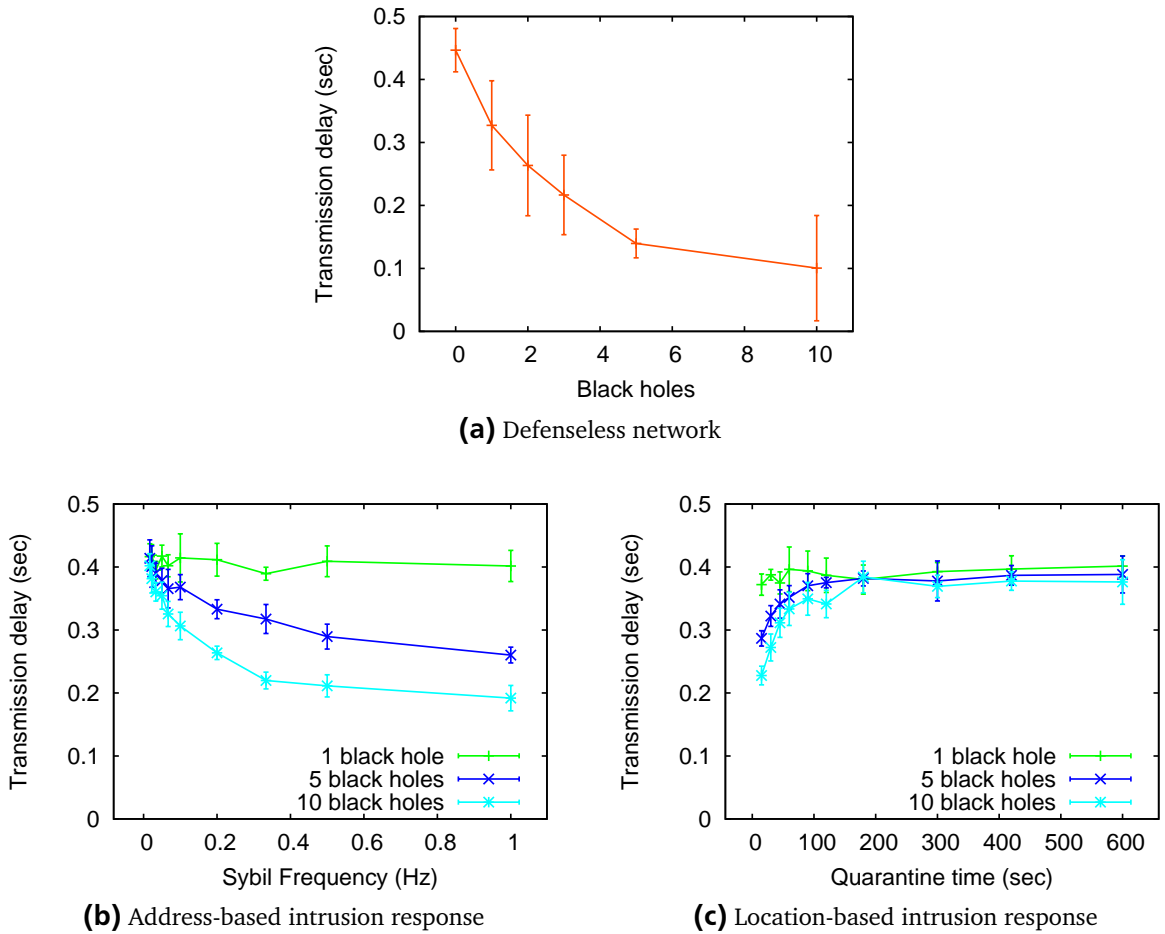 0.5
0.4
0.3
0.2
0.1
0
Transmission delay (sec)
0 2 4 6 8 10
Black holes
(a) Defenseless network
0.5
0.4
0.3
0.2
0.1
0
Transmission delay (sec)
1 black hole
5 black holes
10 black holes
0 0.2 0.4 0.6 0.8 1
Sybil Frequency (Hz)
(b) Address-based intrusion response
0.5
0.4
0.3
0.2
0.1
0
Transmission delay (sec)
1 black hole
5 black holes
10 black holes
0 100 200 300 400 500 600
Quarantine time (sec)
(c) Location-based intrusion response